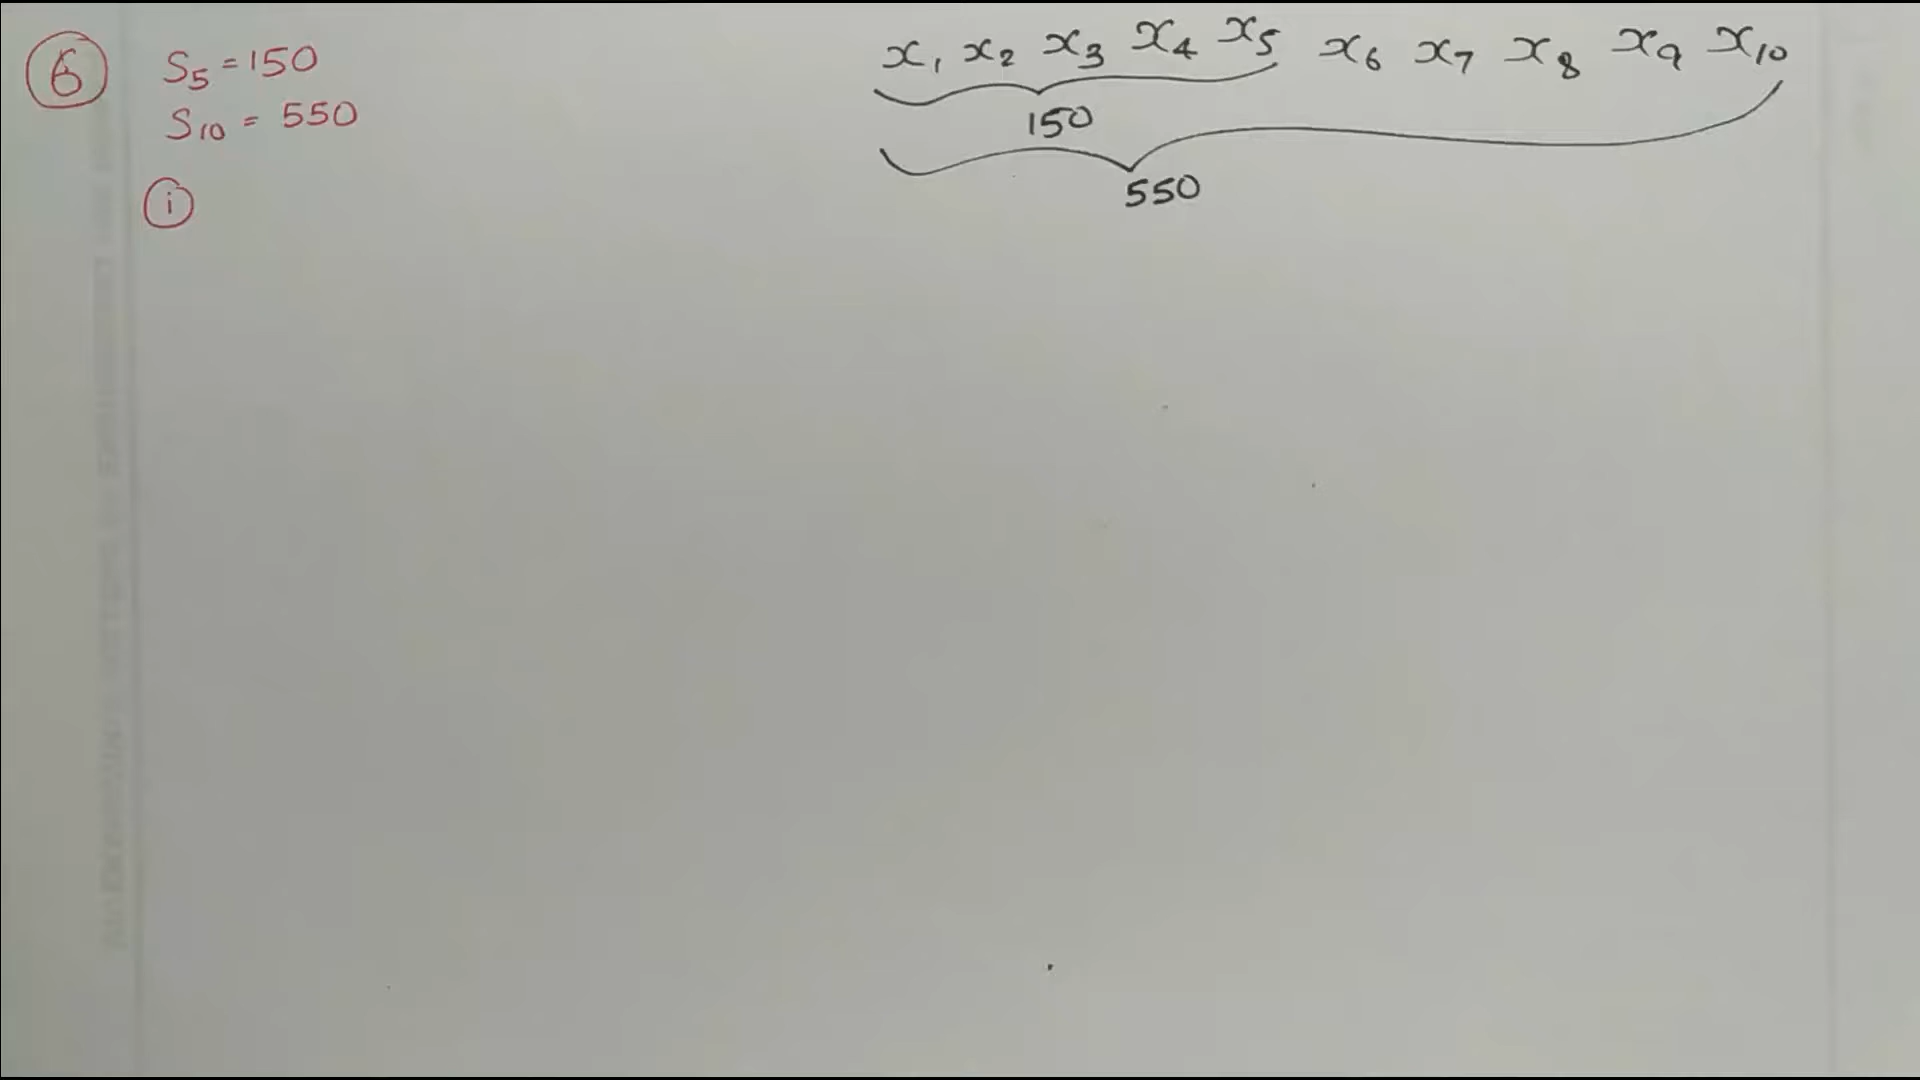 6 S5 = 150
S10 = 550
i
x1 x2 x3 x4 x5 x6 x7 x8 x9 x10
150
550